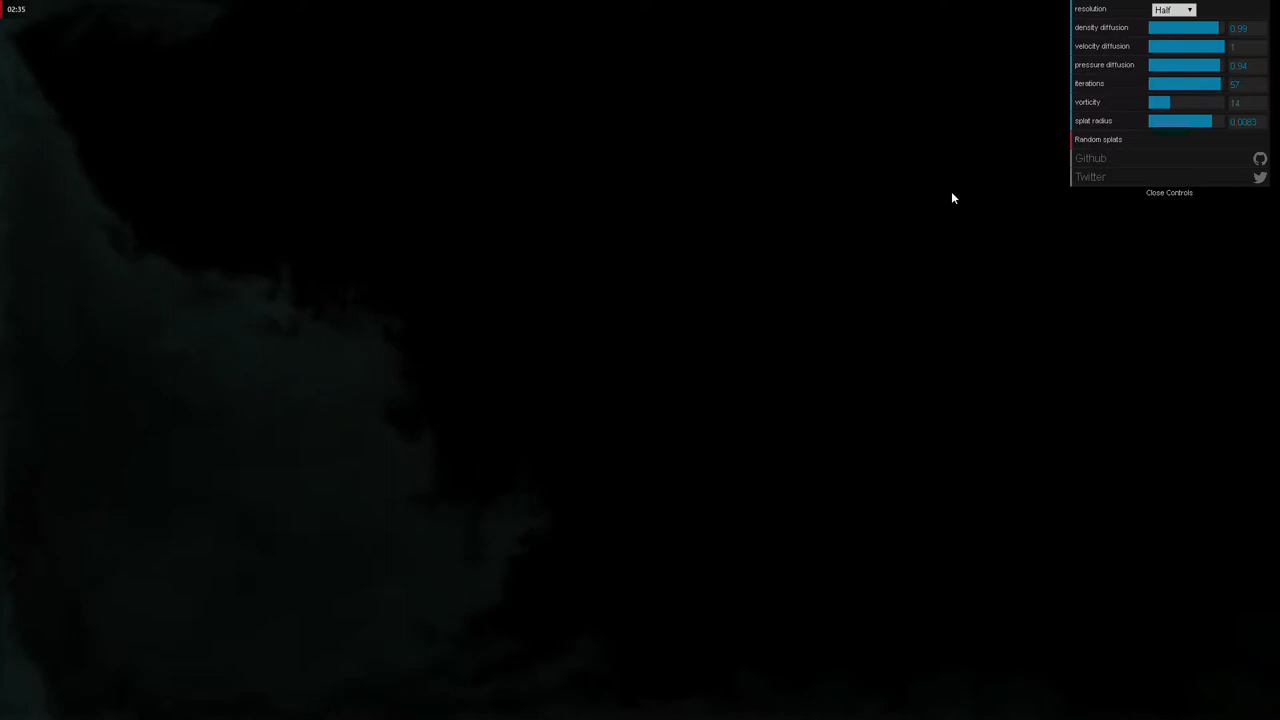 02:35
resolution Half
density diffusion 0.99
velocity diffusion 1
pressure diffusion 0.94
iterations 57
vorticity 14
splat radius 0.0083
Random splats
Github
Twitter
Close Controls